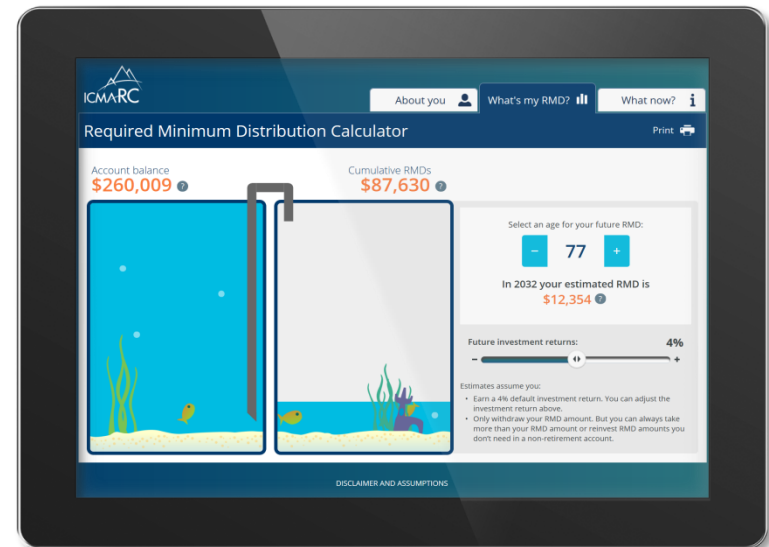 ICMARC
About you
What's my RMD?
What now?
Required Minimum Distribution Calculator
Print
Account balance
$260,009 ?
Cumulative RMDs
$87,630 ?
Select an age for your future RMD:
- 77 +
In 2032 your estimated RMD is
$12,354 ?
Future investment returns: 4%
- +
Estimates assume you:
• Earn a 4% default investment return. You can adjust the
investment return above.
• Only withdraw your RMD amount. But you can always take
more than your RMD amount or reinvest RMD amounts you
don't need in a non-retirement account.
DISCLAIMER AND ASSUMPTIONS